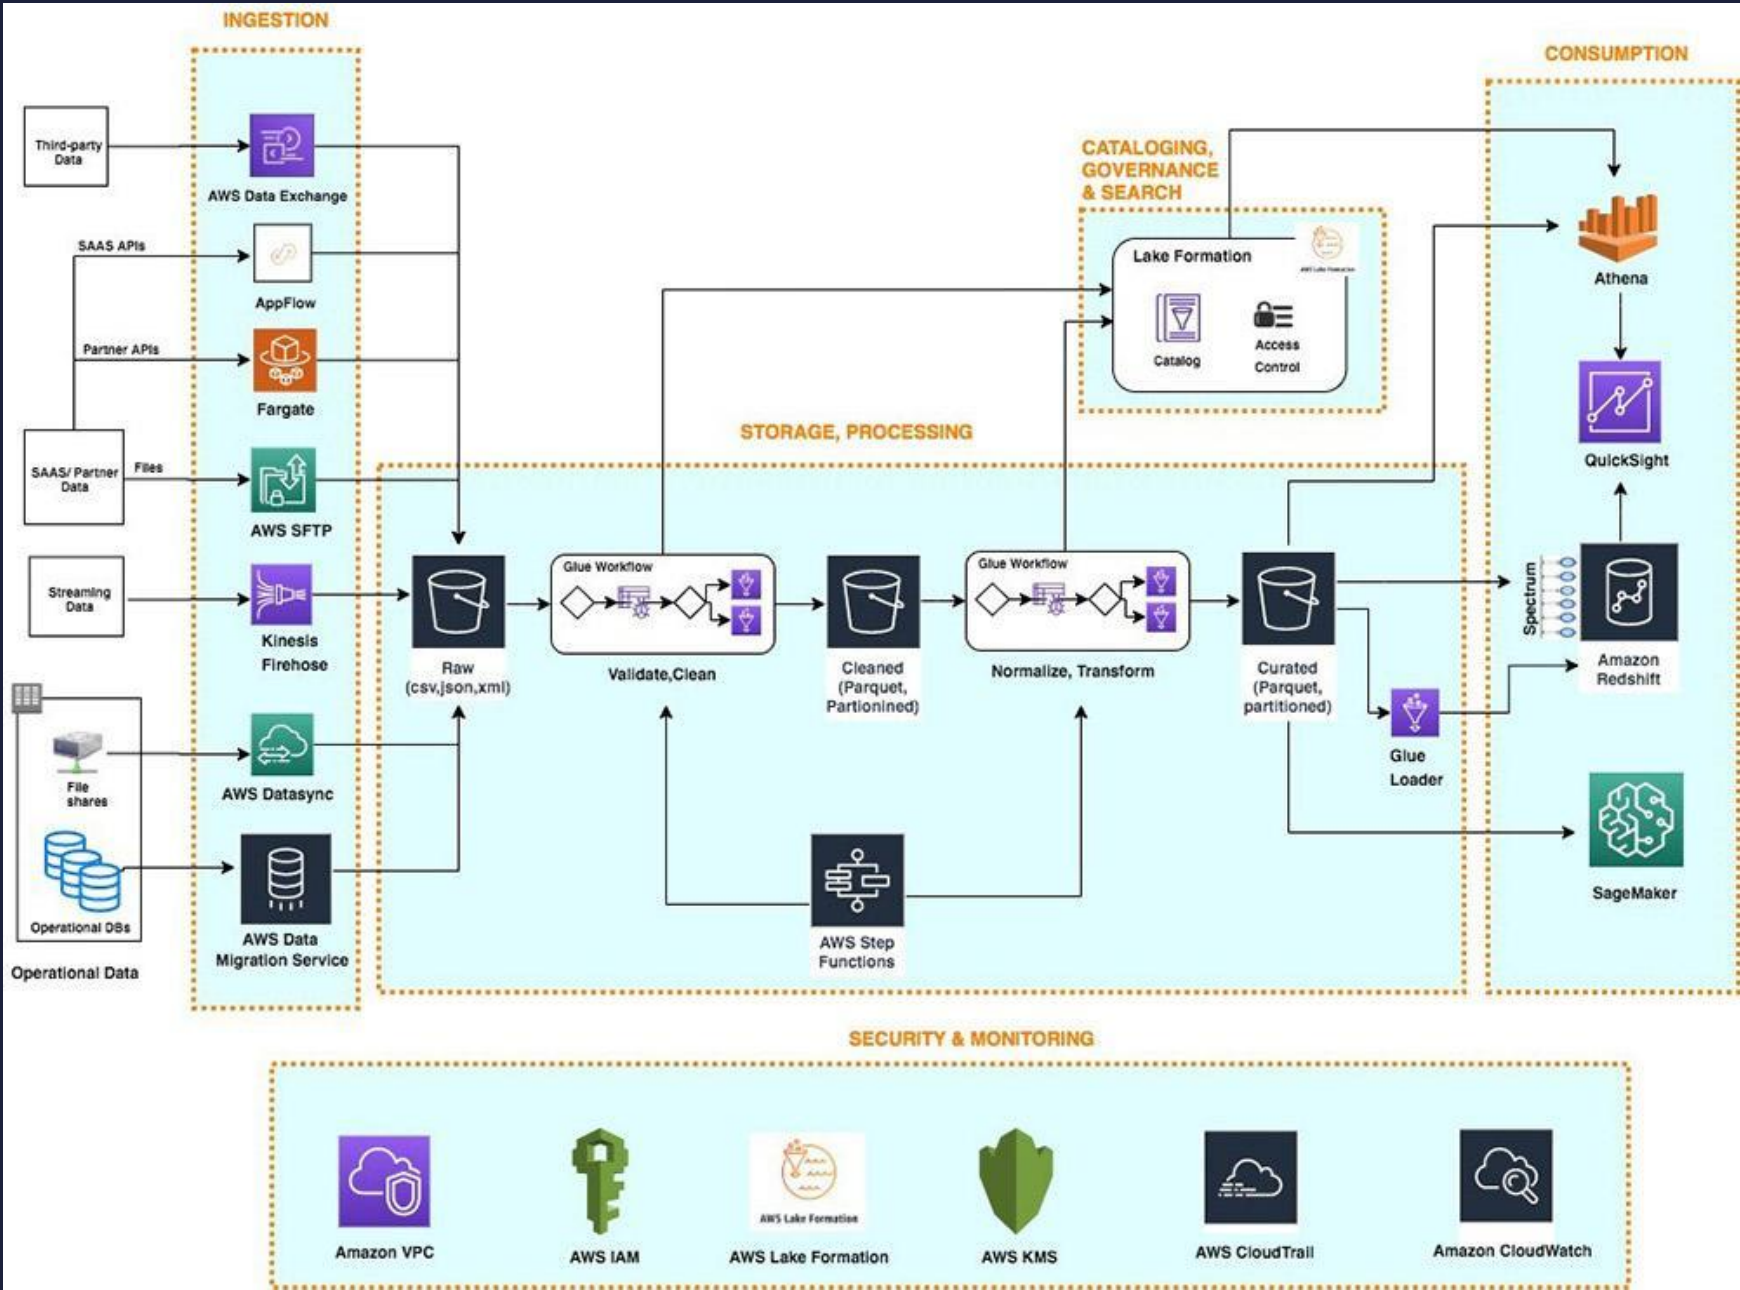 INGESTION
CONSUMPTION
Third-party
Data
AWS Data Exchange
CATALOGING,
GOVERNANCE
& SEARCH
SAAS APIs
AppFlow
Lake Formation
AWS Lake Formation
Athena
Partner APIs
Catalog
Access
Control
Fargate
STORAGE, PROCESSING
QuickSight
SAAS/ Partner
Data
Files
AWS SFTP
Streaming
Data
Kinesis
Firehose
Glue Workflow
Glue Workflow
Spectrum
Raw
(csv,json,xml)
Validate,Clean
Cleaned
(Parquet,
Partionined)
Normalize, Transform
Curated
(Parquet,
partitioned)
Amazon
Redshift
Glue
Loader
File
shares
AWS Datasync
Operational DBs
Operational Data
AWS Data
Migration Service
AWS Step
Functions
SageMaker
SECURITY & MONITORING
AWS Lake Formation
Amazon VPC
AWS IAM
AWS Lake Formation
AWS KMS
AWS CloudTrail
Amazon CloudWatch